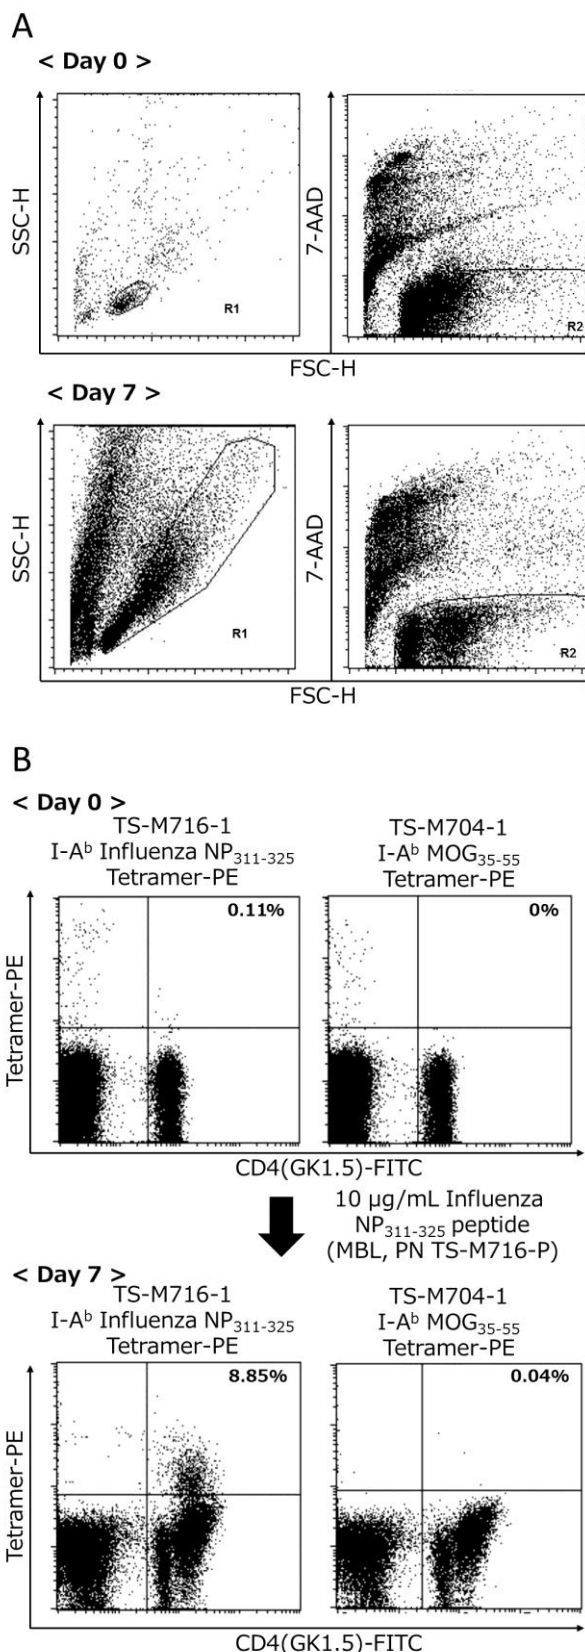 A
< Day 0 >
SSC-H
R1
7-AAD
R2
FSC-H
< Day 7 >
SSC-H
R1
7-AAD
R2
FSC-H
B
< Day 0 >
TS-M716-1
I-Aᵇ Influenza NP₃₁₁₋₃₂₅
Tetramer-PE
TS-M704-1
I-Aᵇ MOG₃₅₋₅₅
Tetramer-PE
Tetramer-PE
0.11%
0%
CD4(GK1.5)-FITC
10 µg/mL Influenza
NP₃₁₁₋₃₂₅ peptide
(MBL, PN TS-M716-P)
< Day 7 >
TS-M716-1
I-Aᵇ Influenza NP₃₁₁₋₃₂₅
Tetramer-PE
TS-M704-1
I-Aᵇ MOG₃₅₋₅₅
Tetramer-PE
Tetramer-PE
8.85%
0.04%
CD4(GK1.5)-FITC